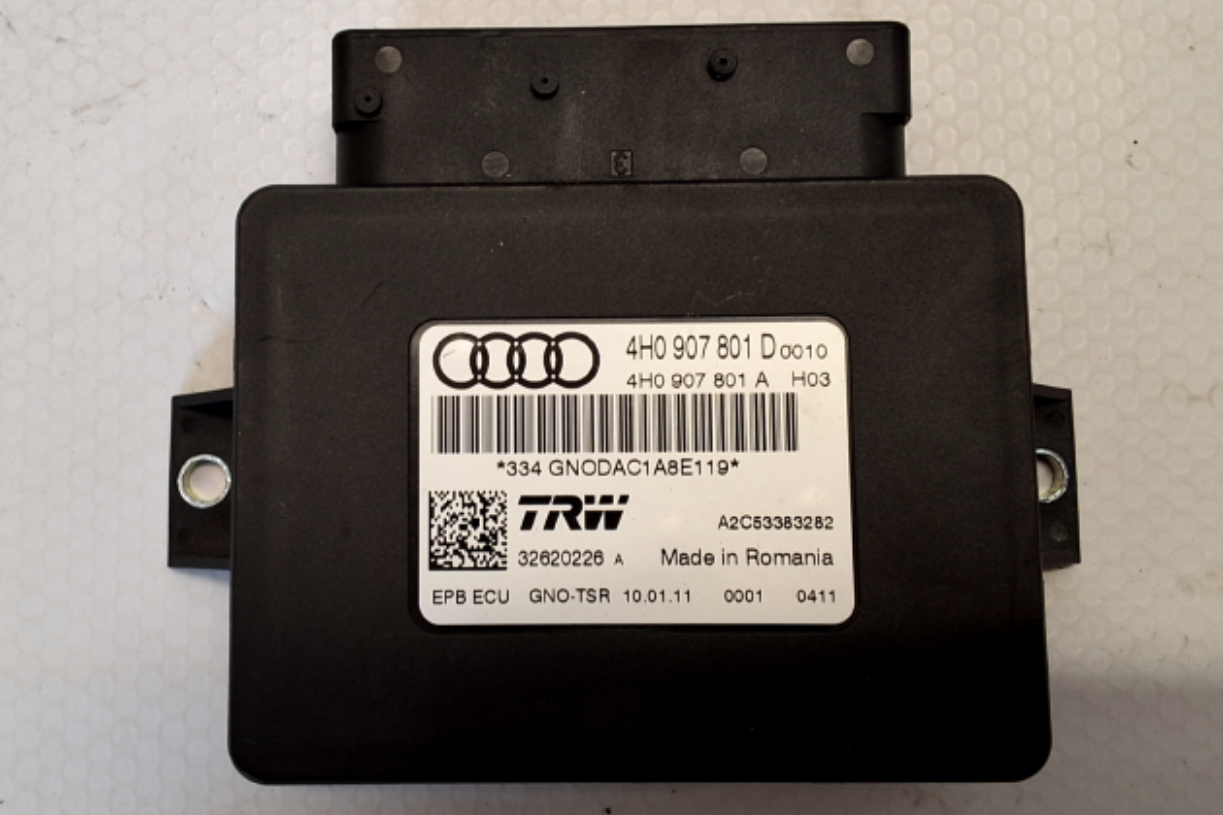 4H0 907 801 D 0010
4H0 907 801 A H03
*334 GNODAC1A8E119*
TRW
A2C53383282
32620226 A Made in Romania
EPB ECU GNO-TSR 10.01.11 0001 0411